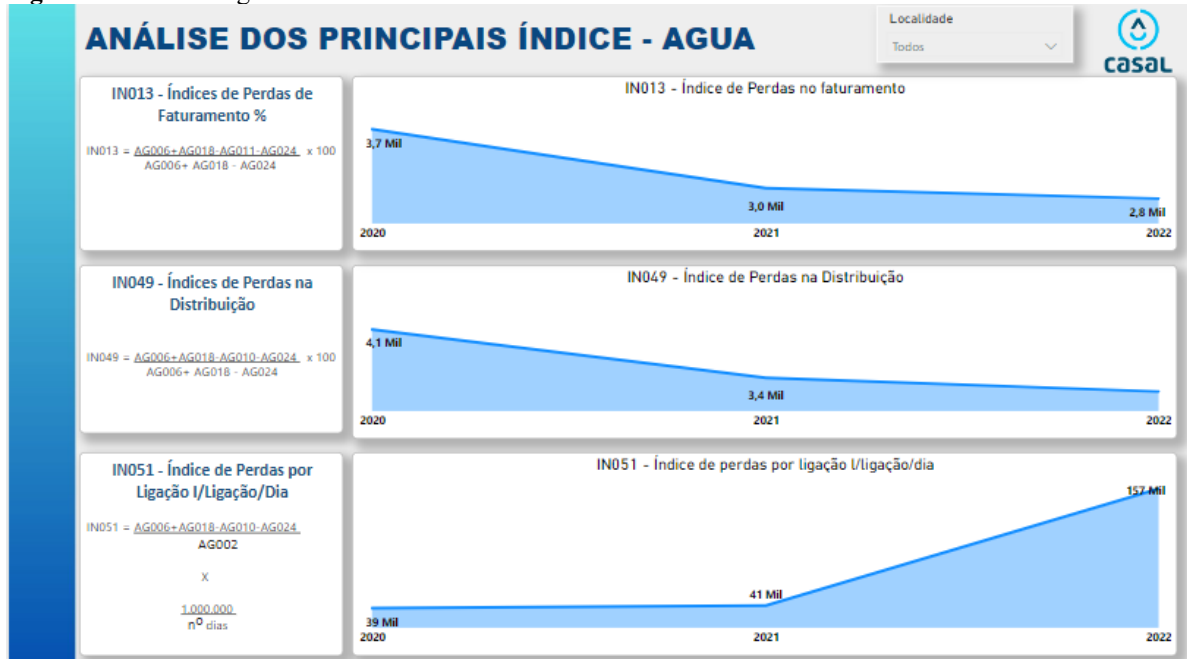 ANÁLISE DOS PRINCIPAIS ÍNDICE - AGUA
Localidade
Todos
casal
IN013 - Índices de Perdas de
Faturamento %
IN013 = AG006+AG018-AG011-AG024 x 100
AG006+ AG018 - AG024
IN013 - Índice de Perdas no faturamento
3,7 Mil
3,0 Mil
2,8 Mil
2020
2021
2022
IN049 - Índices de Perdas na
Distribuição
IN049 = AG006+AG018-AG010-AG024 x 100
AG006+ AG018 - AG024
IN049 - Índice de Perdas na Distribuição
4,1 Mil
3,4 Mil
2020
2021
2022
IN051 - Índice de Perdas por
Ligação I/Ligação/Dia
IN051 = AG006+AG018-AG010-AG024
AG002
X
1.000.000
nº dias
IN051 - Índice de perdas por ligação l/ligação/dia
157 Mil
41 Mil
39 Mil
2020
2021
2022